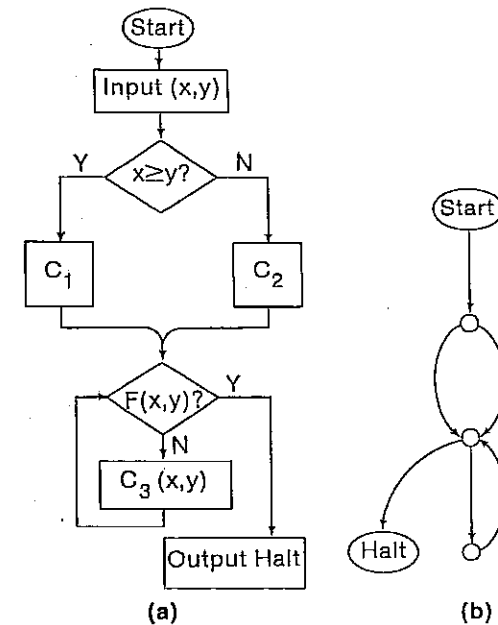 Start
Input (x,y)
Y
x≥y?
N
C₁
C₂
F(x,y)?
Y
N
C₃ (x,y)
Output Halt
(a)
Start
Halt
(b)